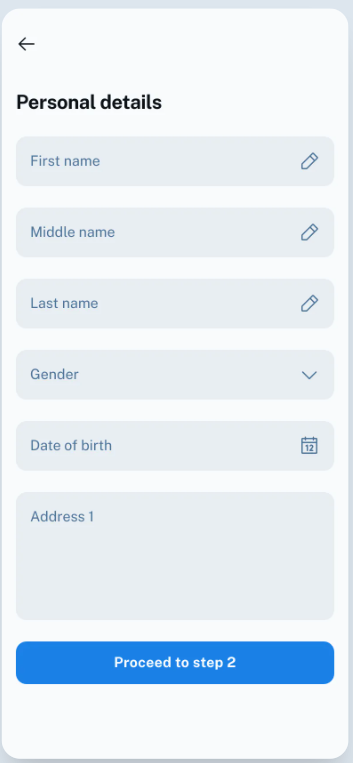 Personal details
First name
Middle name
Last name
Gender
Date of birth
12
Address 1
Proceed to step 2